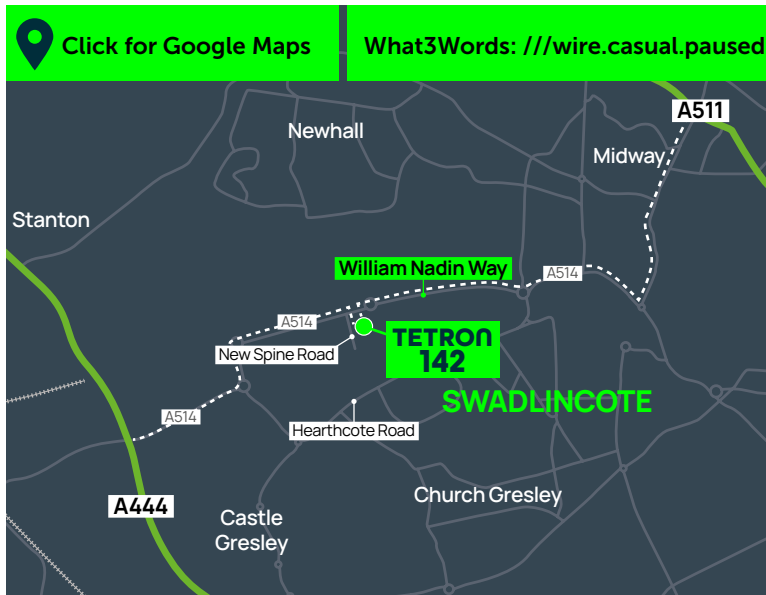 Click for Google Maps
What3Words: ///wire.casual.paused
A511
Newhall
Midway
Stanton
William Nadin Way
A514
A514
TETRON
142
New Spine Road
SWADLINCOTE
A514
Hearthcote Road
Church Gresley
A444
Castle
Gresley